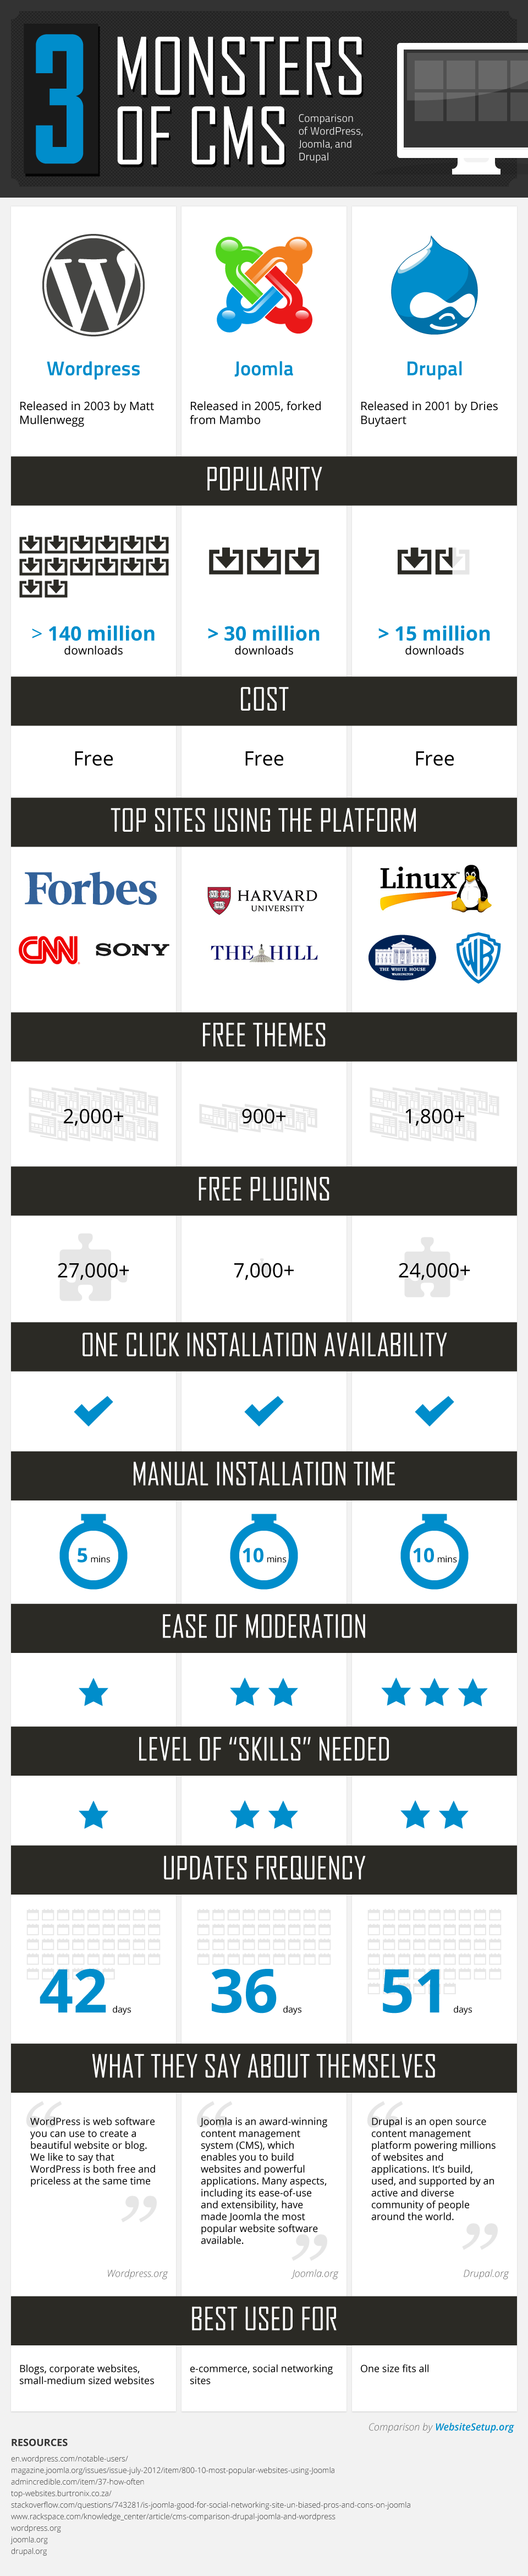 3 MONSTERS
OF CMS
Comparison
of WordPress,
Joomla, and
Drupal
W
Wordpress
Joomla
Drupal
Released in 2003 by Matt
Mullenwegg
Released in 2005, forked
from Mambo
Released in 2001 by Dries
Buytaert
POPULARITY
> 140 million
downloads
> 30 million
downloads
> 15 million
downloads
COST
Free
Free
Free
TOP SITES USING THE PLATFORM
Forbes
CNN SONY
HARVARD
UNIVERSITY
THE HILL
Linux
THE WHITE HOUSE
WASHINGTON
WB
FREE THEMES
2,000+
900+
1,800+
FREE PLUGINS
27,000+
7,000+
24,000+
ONE CLICK INSTALLATION AVAILABILITY
MANUAL INSTALLATION TIME
5 mins
10 mins
10 mins
EASE OF MODERATION
LEVEL OF “SKILLS” NEEDED
UPDATES FREQUENCY
42 days
36 days
51 days
WHAT THEY SAY ABOUT THEMSELVES
WordPress is web software
you can use to create a
beautiful website or blog.
We like to say that
WordPress is both free and
priceless at the same time
Wordpress.org
Joomla is an award-winning
content management
system (CMS), which
enables you to build
websites and powerful
applications. Many aspects,
including its ease-of-use
and extensibility, have
made Joomla the most
popular website software
available.
Joomla.org
Drupal is an open source
content management
platform powering millions
of websites and
applications. It’s build,
used, and supported by an
active and diverse
community of people
around the world.
Drupal.org
BEST USED FOR
Blogs, corporate websites,
small-medium sized websites
e-commerce, social networking
sites
One size fits all
Comparison by WebsiteSetup.org
RESOURCES
en.wordpress.com/notable-users/
magazine.joomla.org/issues/issue-july-2012/item/800-10-most-popular-websites-using-Joomla
admincredible.com/item/37-how-often
top-websites.burtronix.co.za/
stackoverflow.com/questions/743281/is-joomla-good-for-social-networking-site-un-biased-pros-and-cons-on-joomla
www.rackspace.com/knowledge_center/article/cms-comparison-drupal-joomla-and-wordpress
wordpress.org
joomla.org
drupal.org